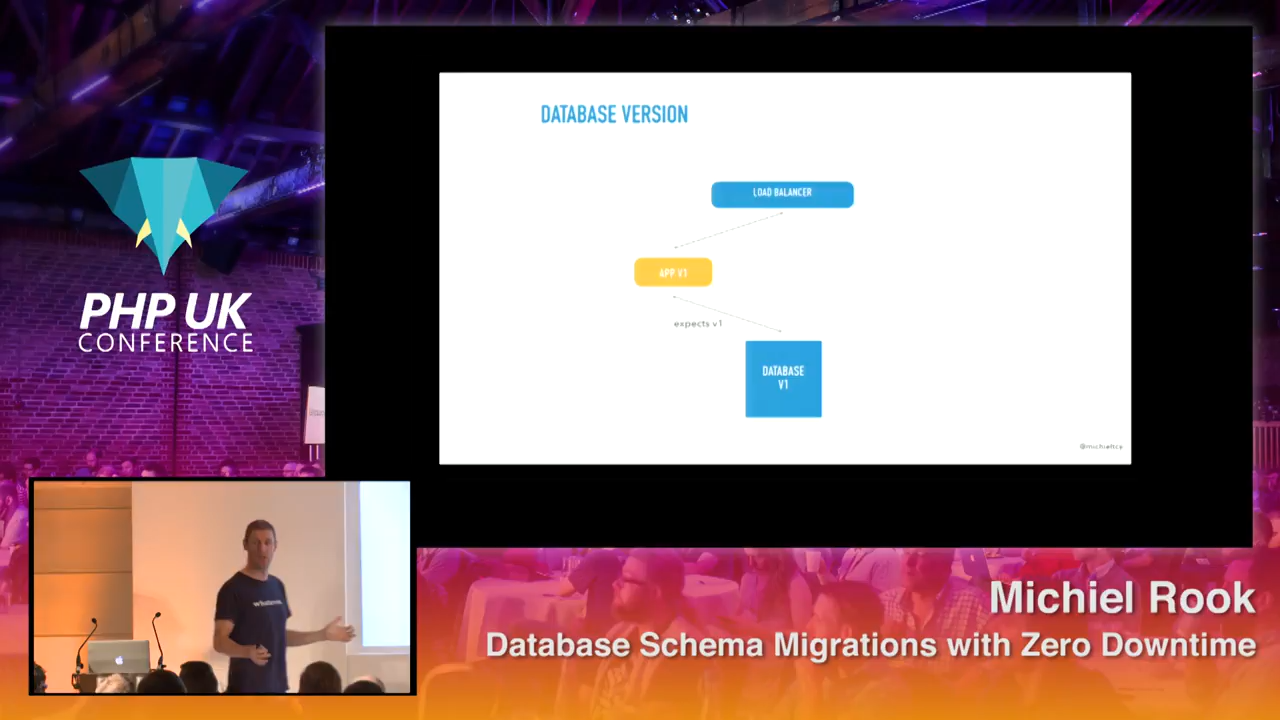 DATABASE VERSION
LOAD BALANCER
APP V1
expects v1
DATABASE
V1
PHP UK
CONFERENCE
Michiel Rook
Database Schema Migrations with Zero Downtime